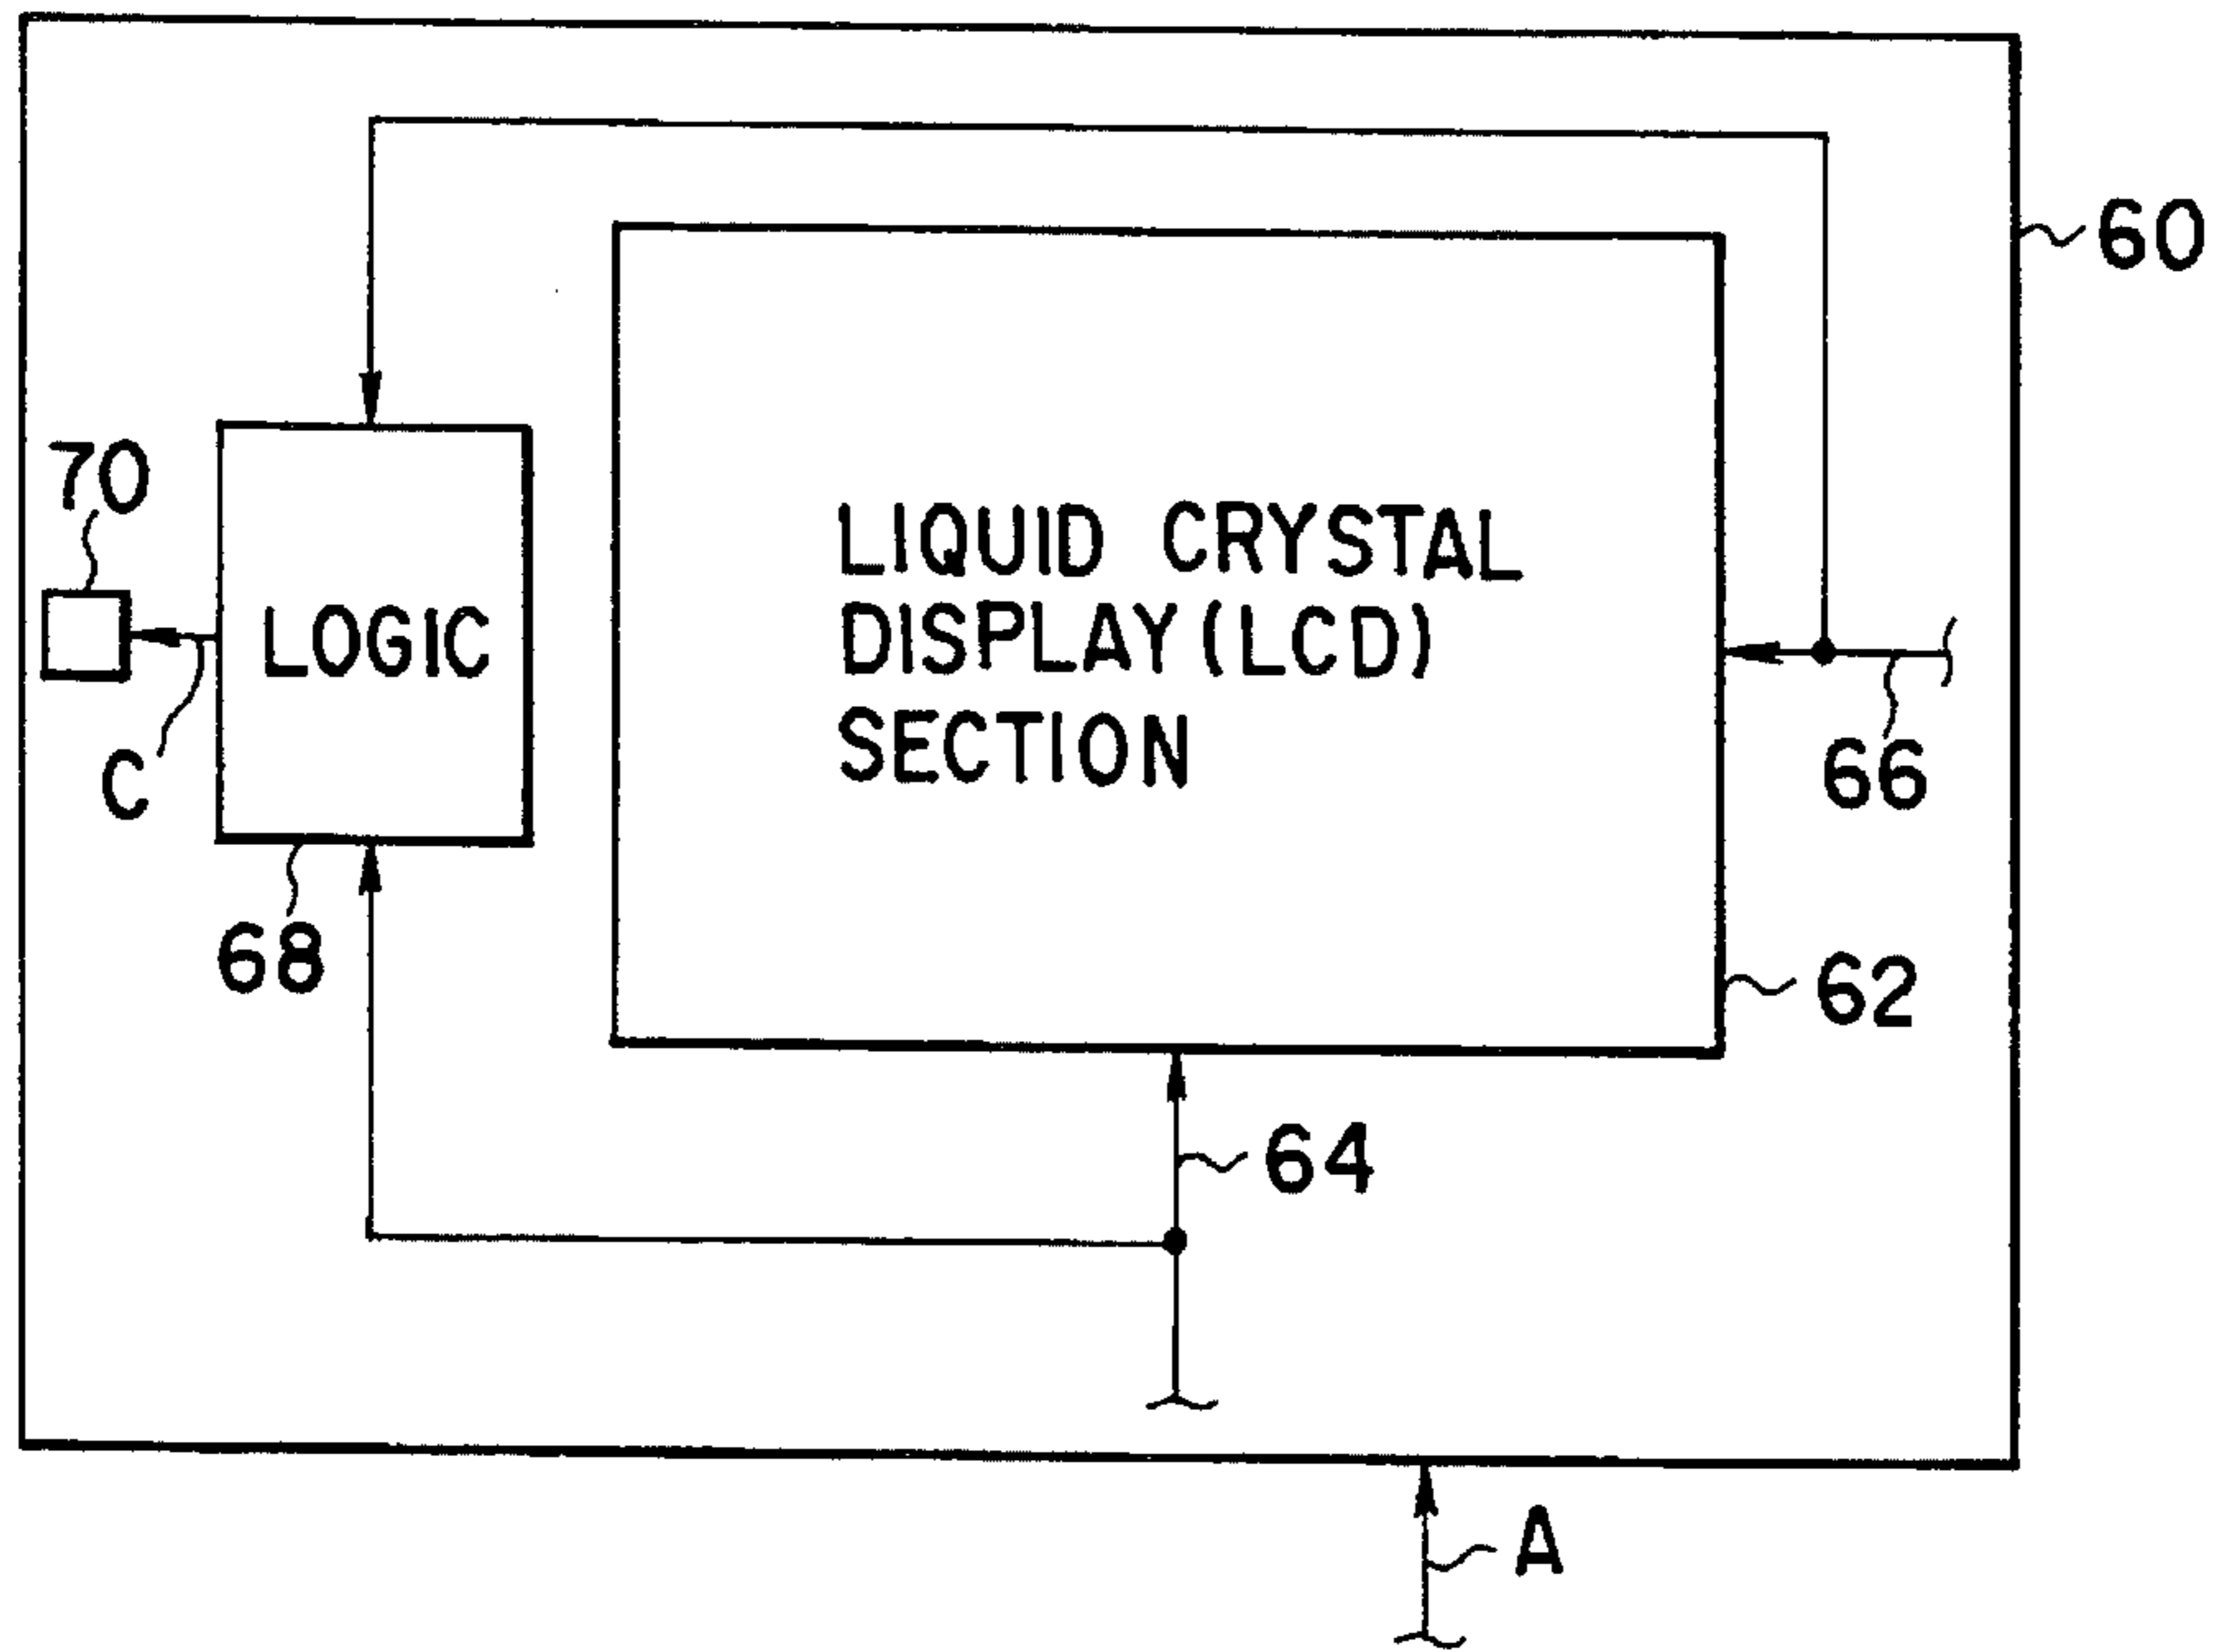 60
70
LOGIC
LIQUID CRYSTAL
DISPLAY(LCD)
SECTION
C
66
68
62
64
A